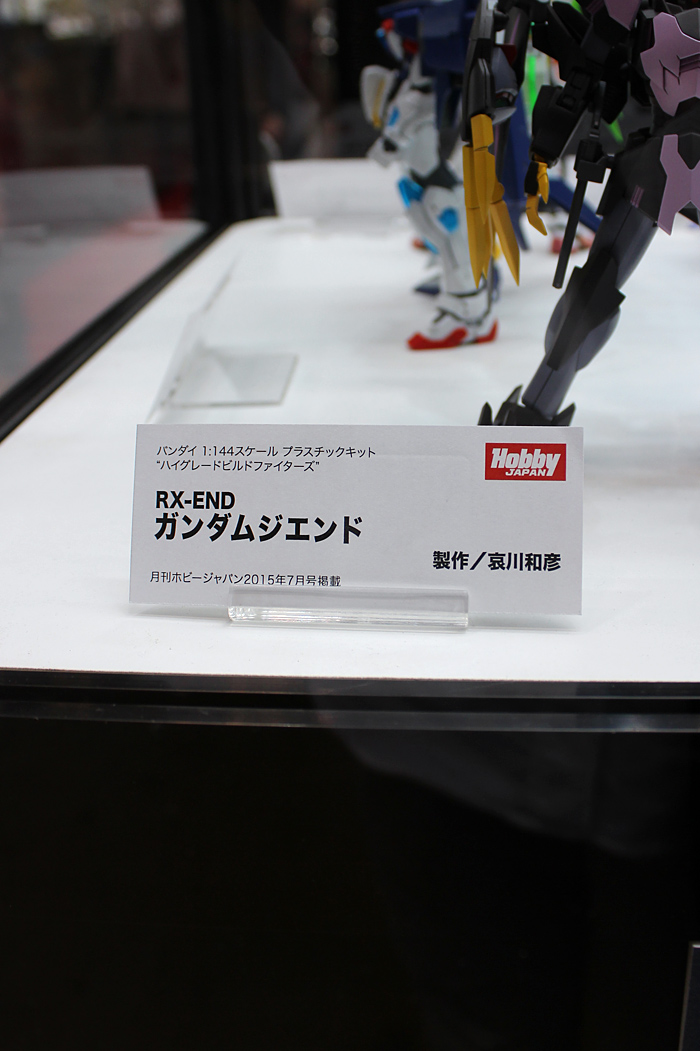 バンダイ 1:144スケール プラスチックキット
“ハイグレードビルドファイターズ”
Hobby
JAPAN
RX-END
ガンダムジエンド
製作／哀川和彦
月刊ホビージャパン2015年7月号掲載